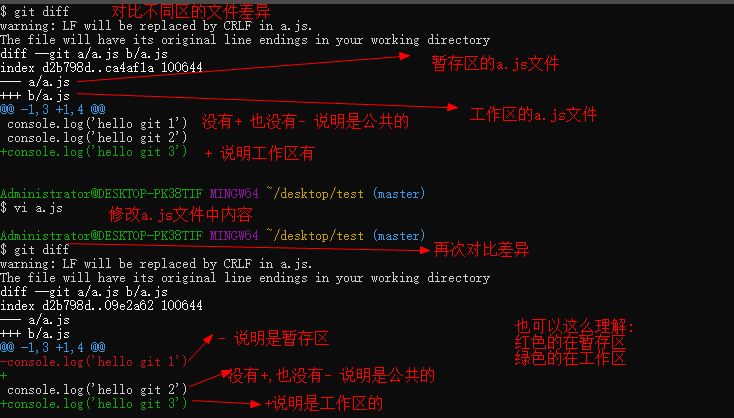 $ git diff 对比不同区的文件差异
warning: LF will be replaced by CRLF in a.js.
The file will have its original line endings in your working directory
diff --git a/a.js b/a.js
index d2b798d..ca4af1a 100644
--- a/a.js 暂存区的a.js文件
+++ b/a.js 工作区的a.js文件
@@ -1,3 +1,4 @@
console.log('hello git 1') 没有+ 也没有- 说明是公共的
console.log('hello git 2')
+console.log('hello git 3') + 说明工作区有
Administrator@DESKTOP-PK38TIF MINGW64 ~/desktop/test (master)
$ vi a.js 修改a.js文件中内容
Administrator@DESKTOP-PK38TIF MINGW64 ~/desktop/test (master)
$ git diff 再次对比差异
warning: LF will be replaced by CRLF in a.js.
The file will have its original line endings in your working directory
diff --git a/a.js b/a.js
index d2b798d..09e2a62 100644
--- a/a.js
+++ b/a.js
@@ -1,3 +1,4 @@
-console.log('hello git 1') - 说明是暂存区
+
console.log('hello git 2') 没有+,也没有- 说明是公共的
+console.log('hello git 3') +说明是工作区的
也可以这么理解:
红色的在暂存区
绿色的在工作区